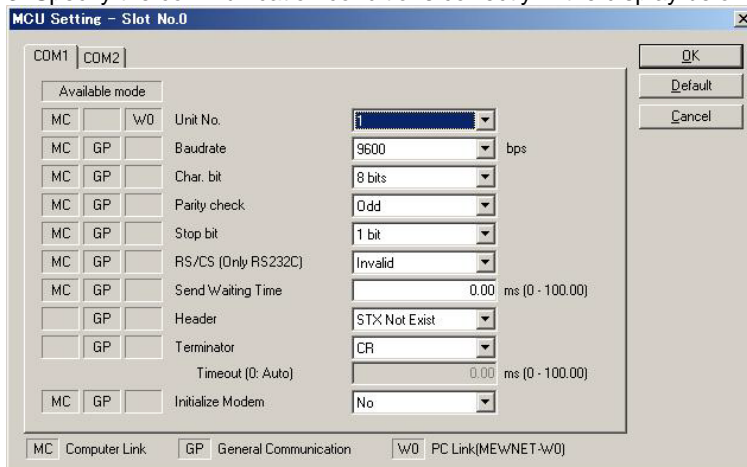 MCU Setting - Slot No.0
COM1 COM2
OK
Default
Cancel
Available mode
MC W0 Unit No. 1
MC GP Baudrate 9600 bps
MC GP Char. bit 8 bits
MC GP Parity check Odd
MC GP Stop bit 1 bit
MC GP RS/CS (Only RS232C) Invalid
MC GP Send Waiting Time 0.00 ms (0 - 100.00)
GP Header STX Not Exist
GP Terminator CR
Timeout (0: Auto) 0.00 ms (0 - 100.00)
MC GP Initialize Modem No
MC Computer Link GP General Communication W0 PC Link(MEWNET-W0)